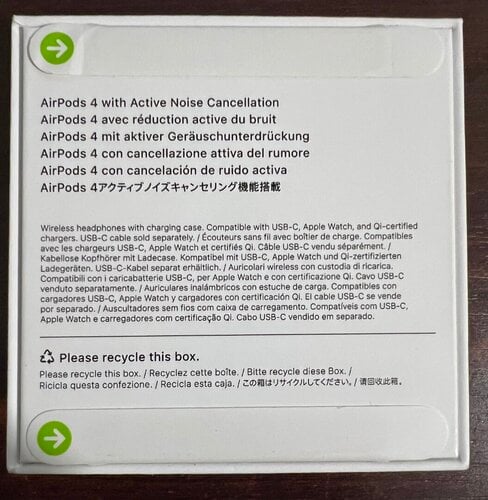 AirPods 4 with Active Noise Cancellation
AirPods 4 avec réduction active du bruit
AirPods 4 mit aktiver Geräuschunterdrückung
AirPods 4 con cancellazione attiva del rumore
AirPods 4 con cancelación de ruido activa
AirPods 4アクティブノイズキャンセリング機能搭載
Wireless headphones with charging case. Compatible with USB-C, Apple Watch, and Qi-certified
chargers. USB-C cable sold separately. / Écouteurs sans fil avec boîtier de charge. Compatibles
avec les chargeurs USB-C, Apple Watch et certifiés Qi. Câble USB-C vendu séparément. /
Kabellose Kopfhörer mit Ladecase. Kompatibel mit USB-C, Apple Watch und Qi-zertifizierten
Ladegeräten. USB-C-Kabel separat erhältlich. / Auricolari wireless con custodia di ricarica.
Compatibili con i caricabatterie USB-C, per Apple Watch e con certificazione Qi. Cavo USB-C
venduto separatamente. / Auriculares inalámbricos con estuche de carga. Compatibles con
cargadores USB-C, Apple Watch y cargadores con certificación Qi. El cable USB-C se vende
por separado. / Auscultadores sem fios com caixa de carregamento. Compatíveis com USB-C,
Apple Watch e carregadores com certificação Qi. Cabo USB-C vendido em separado.
Please recycle this box.
Please recycle this box. / Recyclez cette boîte. / Bitte recycle diese Box. /
Ricicla questa confezione. / Recicla esta caja. / この箱はリサイクルしてください。/ 请回收此箱。